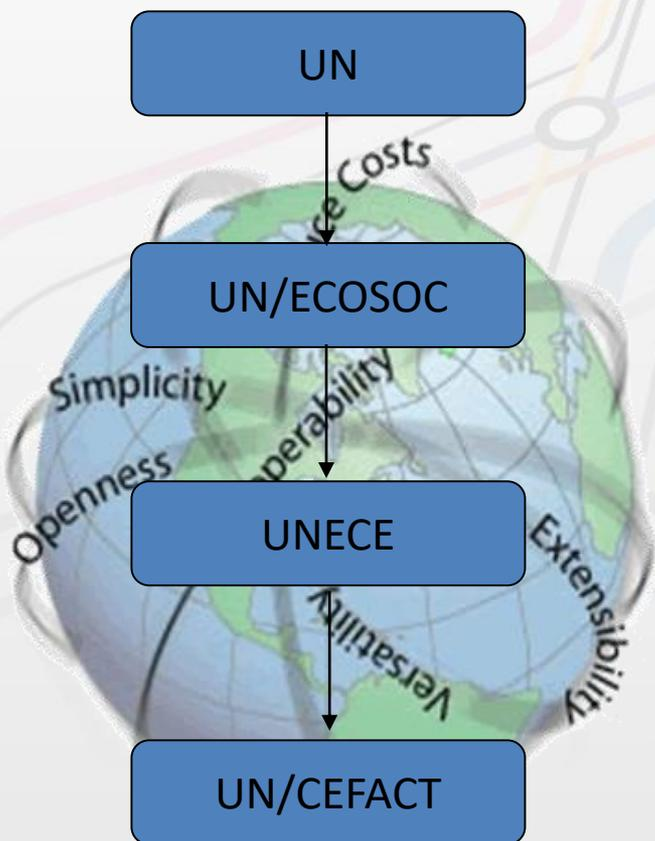 UN
Costs
UN/ECOSOC
Simplicity
Openness
UNECE
Extensibility
Versatility
UN/CEFACT